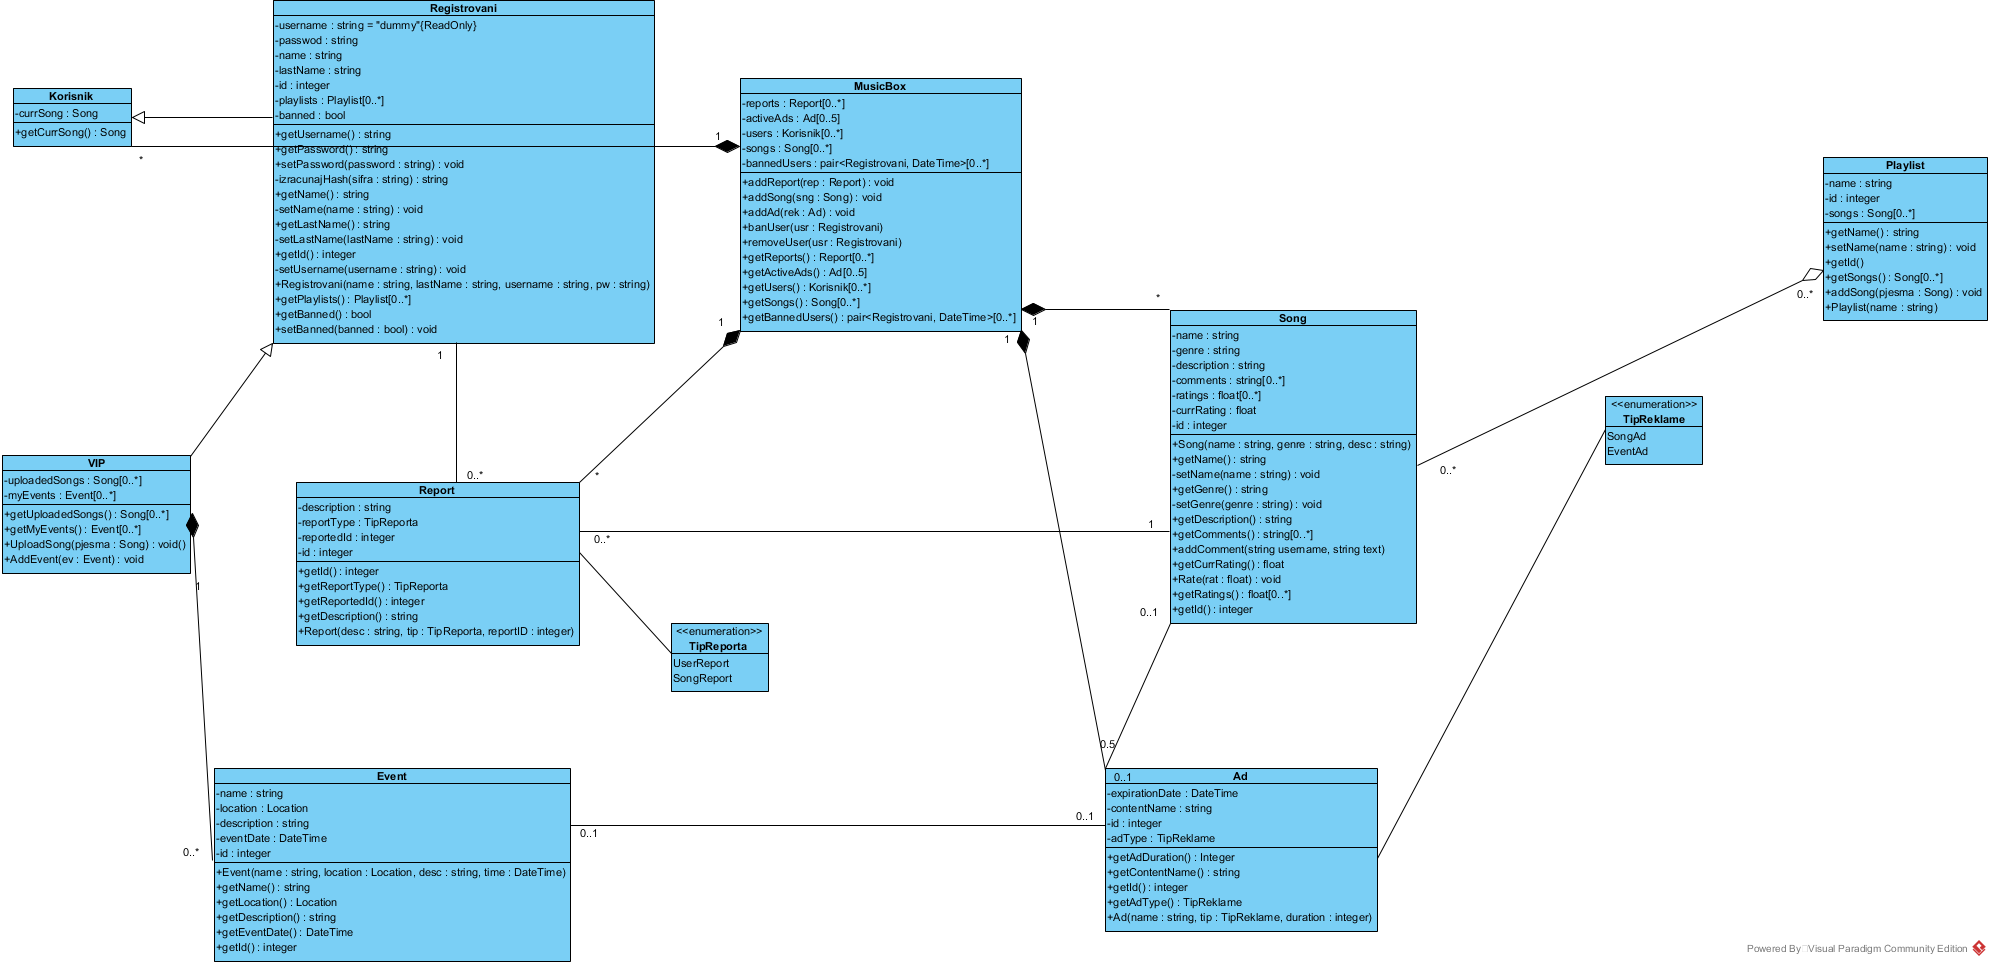 Registrovani
-username : string = "dummy"{ReadOnly}
-passwod : string
-name : string
-lastName : string
-id : integer
-playlists : Playlist[0..*]
-banned : bool
+getUsername() : string
+getPassword() : string
+setPassword(password : string) : void
-izracunajHash(sifra : string) : string
+getName() : string
-setName(name : string) : void
+getLastName() : string
-setLastName(lastName : string) : void
+getId() : integer
-setUsername(username : string) : void
+Registrovani(name : string, lastName : string, username : string, pw : string)
+getPlaylists() : Playlist[0..*]
+getBanned() : bool
+setBanned(banned : bool) : void
Korisnik
-currSong : Song
+getCurrSong() : Song
*
1
MusicBox
-reports : Report[0..*]
-activeAds : Ad[0..5]
-users : Korisnik[0..*]
-songs : Song[0..*]
-bannedUsers : pair<Registrovani, DateTime>[0..*]
+addReport(rep : Report) : void
+addSong(sng : Song) : void
+addAd(rek : Ad) : void
+banUser(usr : Registrovani)
+removeUser(usr : Registrovani)
+getReports() : Report[0..*]
+getActiveAds() : Ad[0..5]
+getUsers() : Korisnik[0..*]
+getSongs() : Song[0..*]
+getBannedUsers() : pair<Registrovani, DateTime>[0..*]
1
1
1
*
Playlist
-name : string
-id : integer
-songs : Song[0..*]
+getName() : string
+setName(name : string) : void
+getId()
+getSongs() : Song[0..*]
+addSong(pjesma : Song) : void
+Playlist(name : string)
0..*
Song
-name : string
-genre : string
-description : string
-comments : string[0..*]
-ratings : float[0..*]
-currRating : float
-id : integer
+Song(name : string, genre : string, desc : string)
+getName() : string
-setName(name : string) : void
+getGenre() : string
-setGenre(genre : string) : void
+getDescription() : string
+getComments() : string[0..*]
+addComment(string username, string text)
+getCurrRating() : float
+Rate(rat : float) : void
+getRatings() : float[0..*]
+getId() : integer
0..*
<<enumeration>>
TipReklame
SongAd
EventAd
1
0..*
*
VIP
-uploadedSongs : Song[0..*]
-myEvents : Event[0..*]
+getUploadedSongs() : Song[0..*]
+getMyEvents() : Event[0..*]
+UploadSong(pjesma : Song) : void()
+AddEvent(ev : Event) : void
1
Report
-description : string
-reportType : TipReporta
-reportedId : integer
-id : integer
+getId() : integer
+getReportType() : TipReporta
+getReportedId() : integer
+getDescription() : string
+Report(desc : string, tip : TipReporta, reportID : integer)
0..*
1
<<enumeration>>
TipReporta
UserReport
SongReport
0..1
0.5
0..1
0..*
Event
-name : string
-location : Location
-description : string
-eventDate : DateTime
-id : integer
+Event(name : string, location : Location, desc : string, time : DateTime)
+getName() : string
+getLocation() : Location
+getDescription() : string
+getEventDate() : DateTime
+getId() : integer
0..1
0..1
Ad
-expirationDate : DateTime
-contentName : string
-id : integer
-adType : TipReklame
+getAdDuration() : Integer
+getContentName() : string
+getId() : integer
+getAdType() : TipReklame
+Ad(name : string, tip : TipReklame, duration : integer)
Powered By Visual Paradigm Community Edition